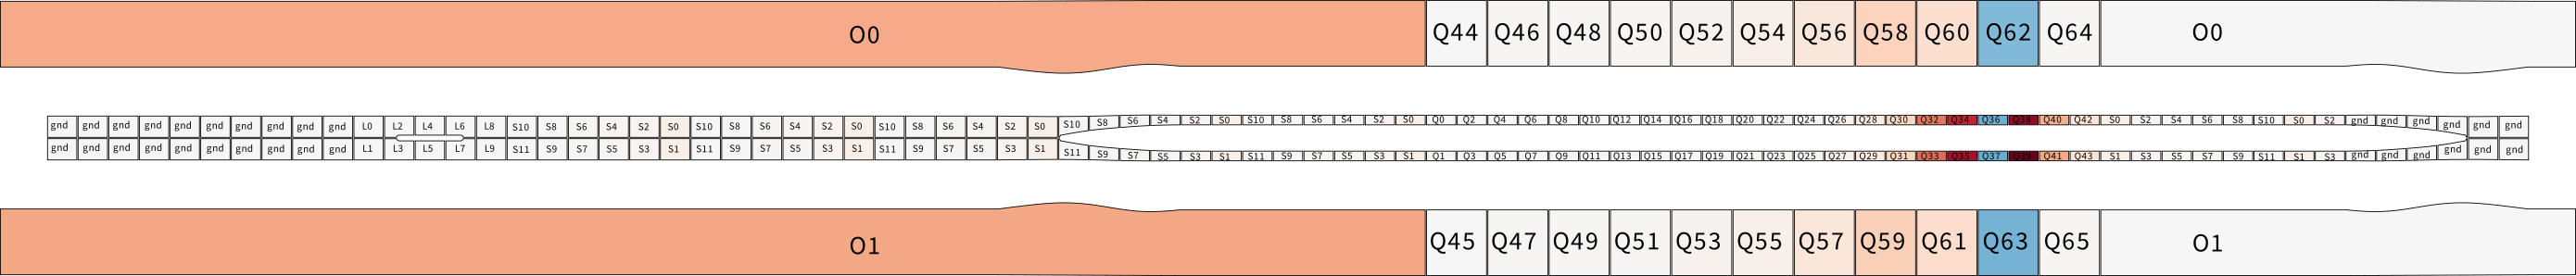 O0 Q44 Q46 Q48 Q50 Q52 Q54 Q56 Q58 Q60 Q62 Q64 O0
gnd gnd gnd gnd gnd gnd gnd gnd gnd gnd L0 L2 L4 L6 L8 S10 S8 S6 S4 S2 S0 S10 S8 S6 S4 S2 S0 S10 S8 S6 S4 S2 S0 S10 S8 S6 S4 S2 S0 S10 S8 S6 S4 S2 S0 Q0 Q2 Q4 Q6 Q8 Q10 Q12 Q14 Q16 Q18 Q20 Q22 Q24 Q26 Q28 Q30 Q32 Q34 Q36 Q38 Q40 Q42 S0 S2 S4 S6 S8 S10 S0 S2 gnd gnd gnd gnd gnd gnd
gnd gnd gnd gnd gnd gnd gnd gnd gnd gnd L1 L3 L5 L7 L9 S11 S9 S7 S5 S3 S1 S11 S9 S7 S5 S3 S1 S11 S9 S7 S5 S3 S1 S11 S9 S7 S5 S3 S1 S11 S9 S7 S5 S3 S1 Q1 Q3 Q5 Q7 Q9 Q11 Q13 Q15 Q17 Q19 Q21 Q23 Q25 Q27 Q29 Q31 Q33 Q35 Q37 Q39 Q41 Q43 S1 S3 S5 S7 S9 S11 S1 S3 gnd gnd gnd gnd gnd gnd
O1 Q45 Q47 Q49 Q51 Q53 Q55 Q57 Q59 Q61 Q63 Q65 O1